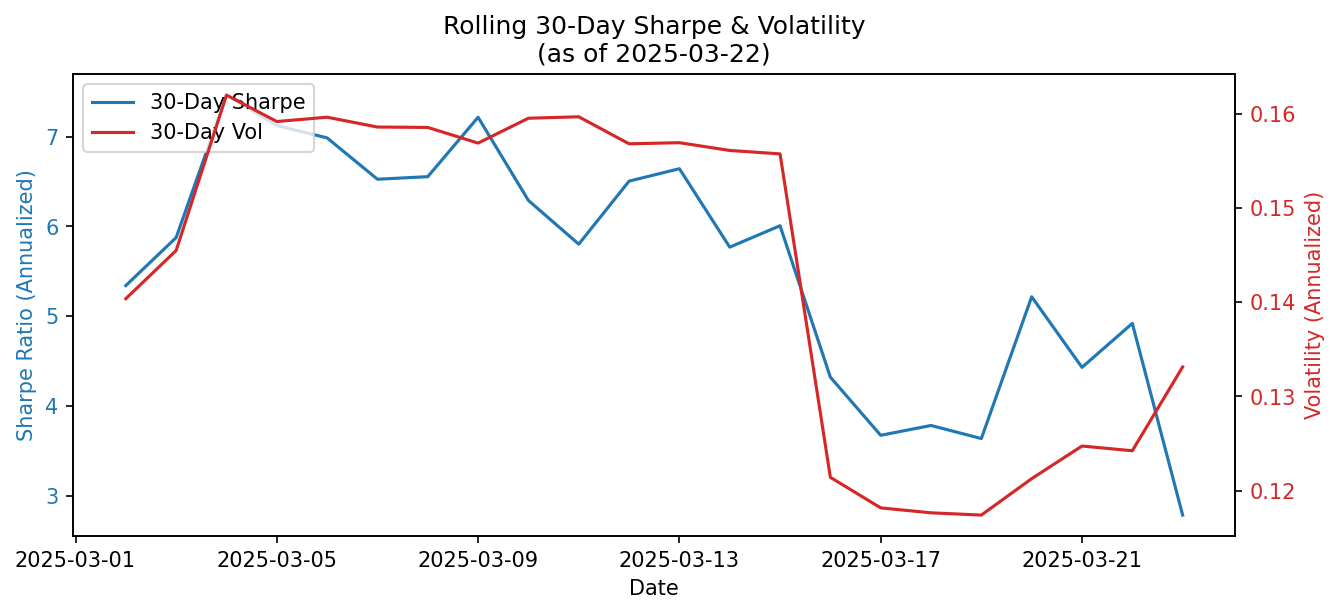 Rolling 30-Day Sharpe & Volatility
(as of 2025-03-22)
30-Day Sharpe
30-Day Vol
Sharpe Ratio (Annualized)
7
6
5
4
3
Volatility (Annualized)
0.16
0.15
0.14
0.13
0.12
2025-03-01 2025-03-05 2025-03-09 2025-03-13 2025-03-17 2025-03-21
Date